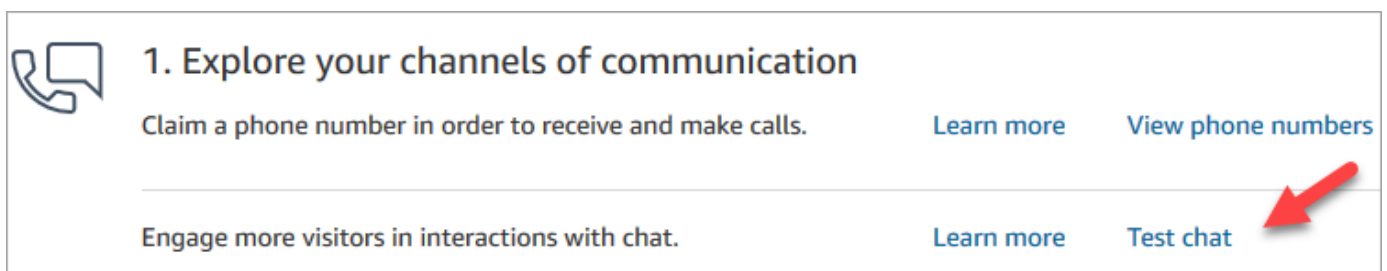 1. Explore your channels of communication
Claim a phone number in order to receive and make calls. Learn more View phone numbers
Engage more visitors in interactions with chat. Learn more Test chat